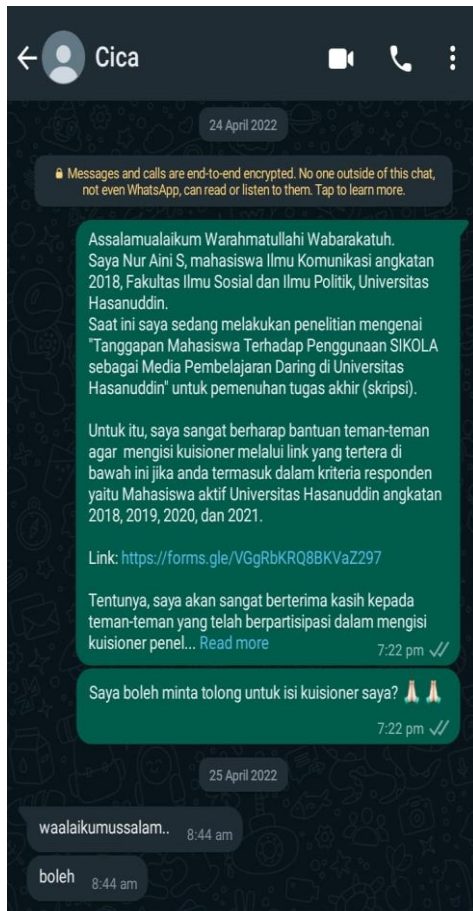 Cica
24 April 2022
Messages and calls are end-to-end encrypted. No one outside of this chat,
not even WhatsApp, can read or listen to them. Tap to learn more.
Assalamualaikum Warahmatullahi Wabarakatuh.
Saya Nur Aini S, mahasiswa Ilmu Komunikasi angkatan
2018, Fakultas Ilmu Sosial dan Ilmu Politik, Universitas
Hasanuddin.
Saat ini saya sedang melakukan penelitian mengenai
"Tanggapan Mahasiswa Terhadap Penggunaan SIKOLA
sebagai Media Pembelajaran Daring di Universitas
Hasanuddin" untuk pemenuhan tugas akhir (skripsi).
Untuk itu, saya sangat berharap bantuan teman-teman
agar mengisi kuisioner melalui link yang tertera di
bawah ini jika anda termasuk dalam kriteria responden
yaitu Mahasiswa aktif Universitas Hasanuddin angkatan
2018, 2019, 2020, dan 2021.
Link: https://forms.gle/VGgRbKRQ8BKVaZ297
Tentunya, saya akan sangat berterima kasih kepada
teman-teman yang telah berpartisipasi dalam mengisi
kuisioner penel... Read more
7:22 pm
Saya boleh minta tolong untuk isi kuisioner saya? 🙏🏻 🙏🏻
7:22 pm
25 April 2022
waalaikumussalam.. 8:44 am
boleh 8:44 am